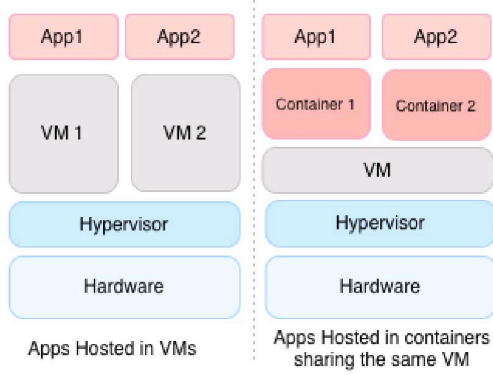 App1
App2
App1
App2
VM 1
VM 2
Container 1
Container 2
VM
Hypervisor
Hypervisor
Hardware
Hardware
Apps Hosted in VMs
Apps Hosted in containers
sharing the same VM